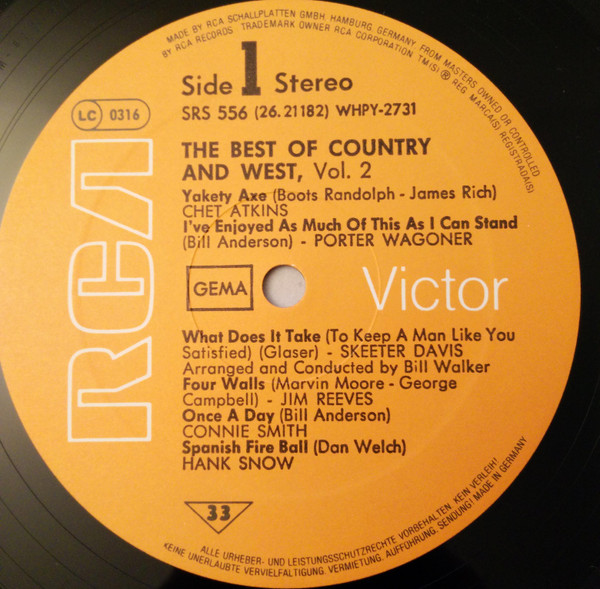 MADE BY RCA SCHALLPLATTEN GMBH HAMBURG, GERMANY, FROM MASTERS OWNED OR CONTROLLED
BY RCA RECORDS TRADEMARK OWNER RCA CORPORATION TM(S) ® REG MARCA(S) REGISTRADA(S)
Side 1 Stereo
LC 0316
SRS 556 (26.21182) WHPY-2731
THE BEST OF COUNTRY
AND WEST, Vol. 2
Yakety Axe (Boots Randolph - James Rich)
CHET ATKINS
I've Enjoyed As Much Of This As I Can Stand
(Bill Anderson) - PORTER WAGONER
RCA
GEMA
Victor
What Does It Take (To Keep A Man Like You
Satisfied) (Glaser) - SKEETER DAVIS
Arranged and Conducted by Bill Walker
Four Walls (Marvin Moore - George
Campbell) - JIM REEVES
Once A Day (Bill Anderson)
CONNIE SMITH
Spanish Fire Ball (Dan Welch)
HANK SNOW
33
ALLE URHEBER- UND LEISTUNGSSCHUTZRECHTE VORBEHALTEN. KEIN VERLEIH!
KEINE UNERLAUBTE VERVIELFÄLTIGUNG. VERMIETUNG. AUFFÜHRUNG. SENDUNG! MADE IN GERMANY